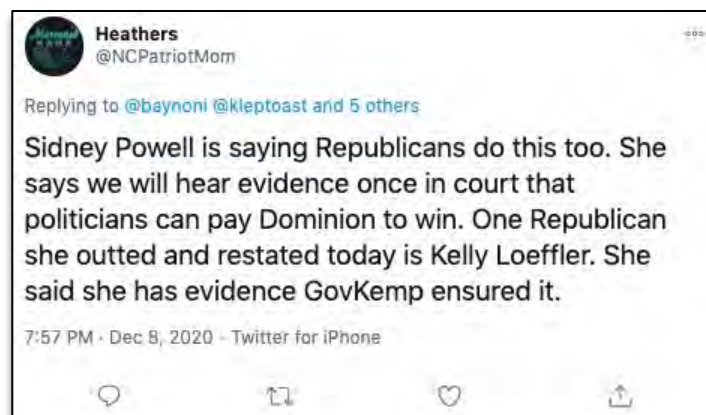 Heathers
@NCPatriotMom
Replying to @baynoni @kleptoast and 5 others
Sidney Powell is saying Republicans do this too. She
says we will hear evidence once in court that
politicians can pay Dominion to win. One Republican
she outted and restated today is Kelly Loeffler. She
said she has evidence GovKemp ensured it.
7:57 PM · Dec 8, 2020 · Twitter for iPhone